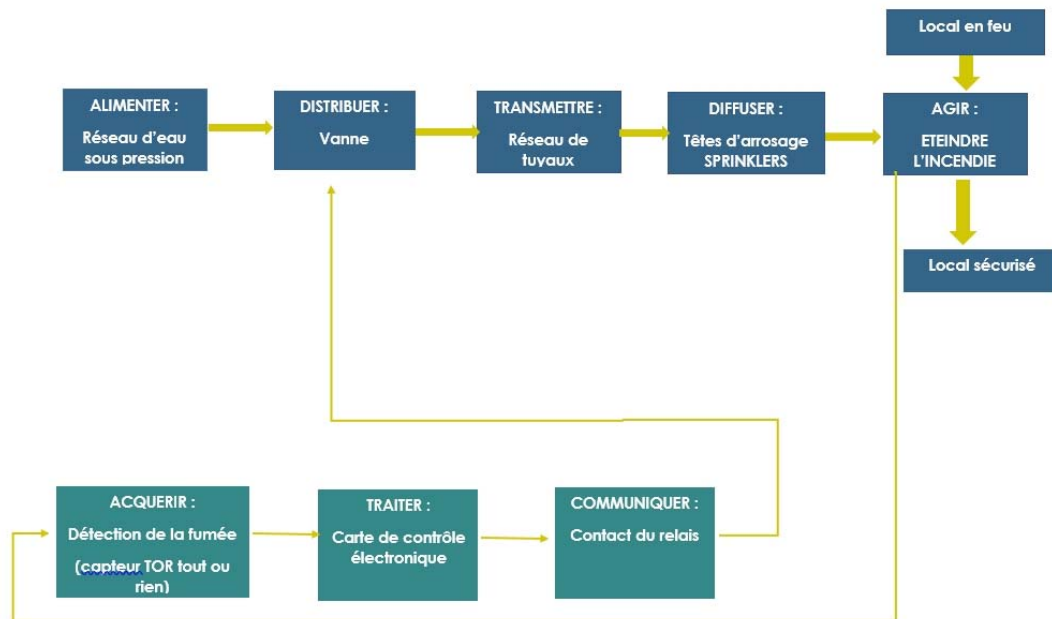 Local en feu
ALIMENTER :
Réseau d'eau
sous pression
DISTRIBUER :
Vanne
TRANSMETTRE :
Réseau de
tuyaux
DIFFUSER :
Têtes d'arrosage
SPRINKLERS
AGIR :
ETEINDRE
L'INCENDIE
Local sécurisé
ACQUERIR :
Détection de la fumée
(capteur TOR tout ou
rien)
TRAITER :
Carte de contrôle
électronique
COMMUNIQUER :
Contact du relais